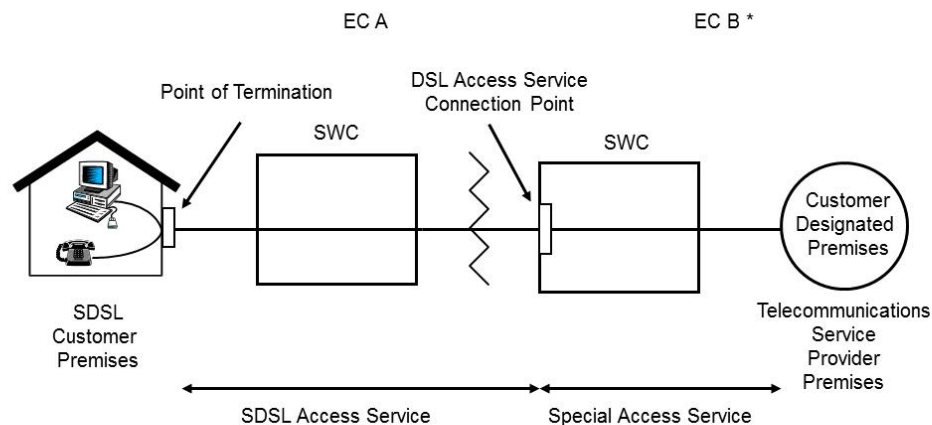 EC A
EC B *
Point of Termination
DSL Access Service
Connection Point
SWC
SWC
Customer
Designated
Premises
SDSL
Customer
Premises
Telecommunications
Service
Provider
Premises
SDSL Access Service
Special Access Service